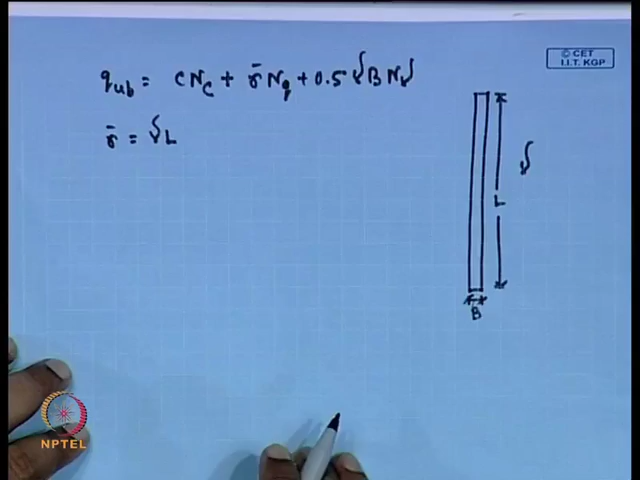 © CET
I.I.T. KGP
q_ub = cN_c + σ̄N_q + 0.5γBN_γ
σ̄ = γL
γ
L
B
NPTEL